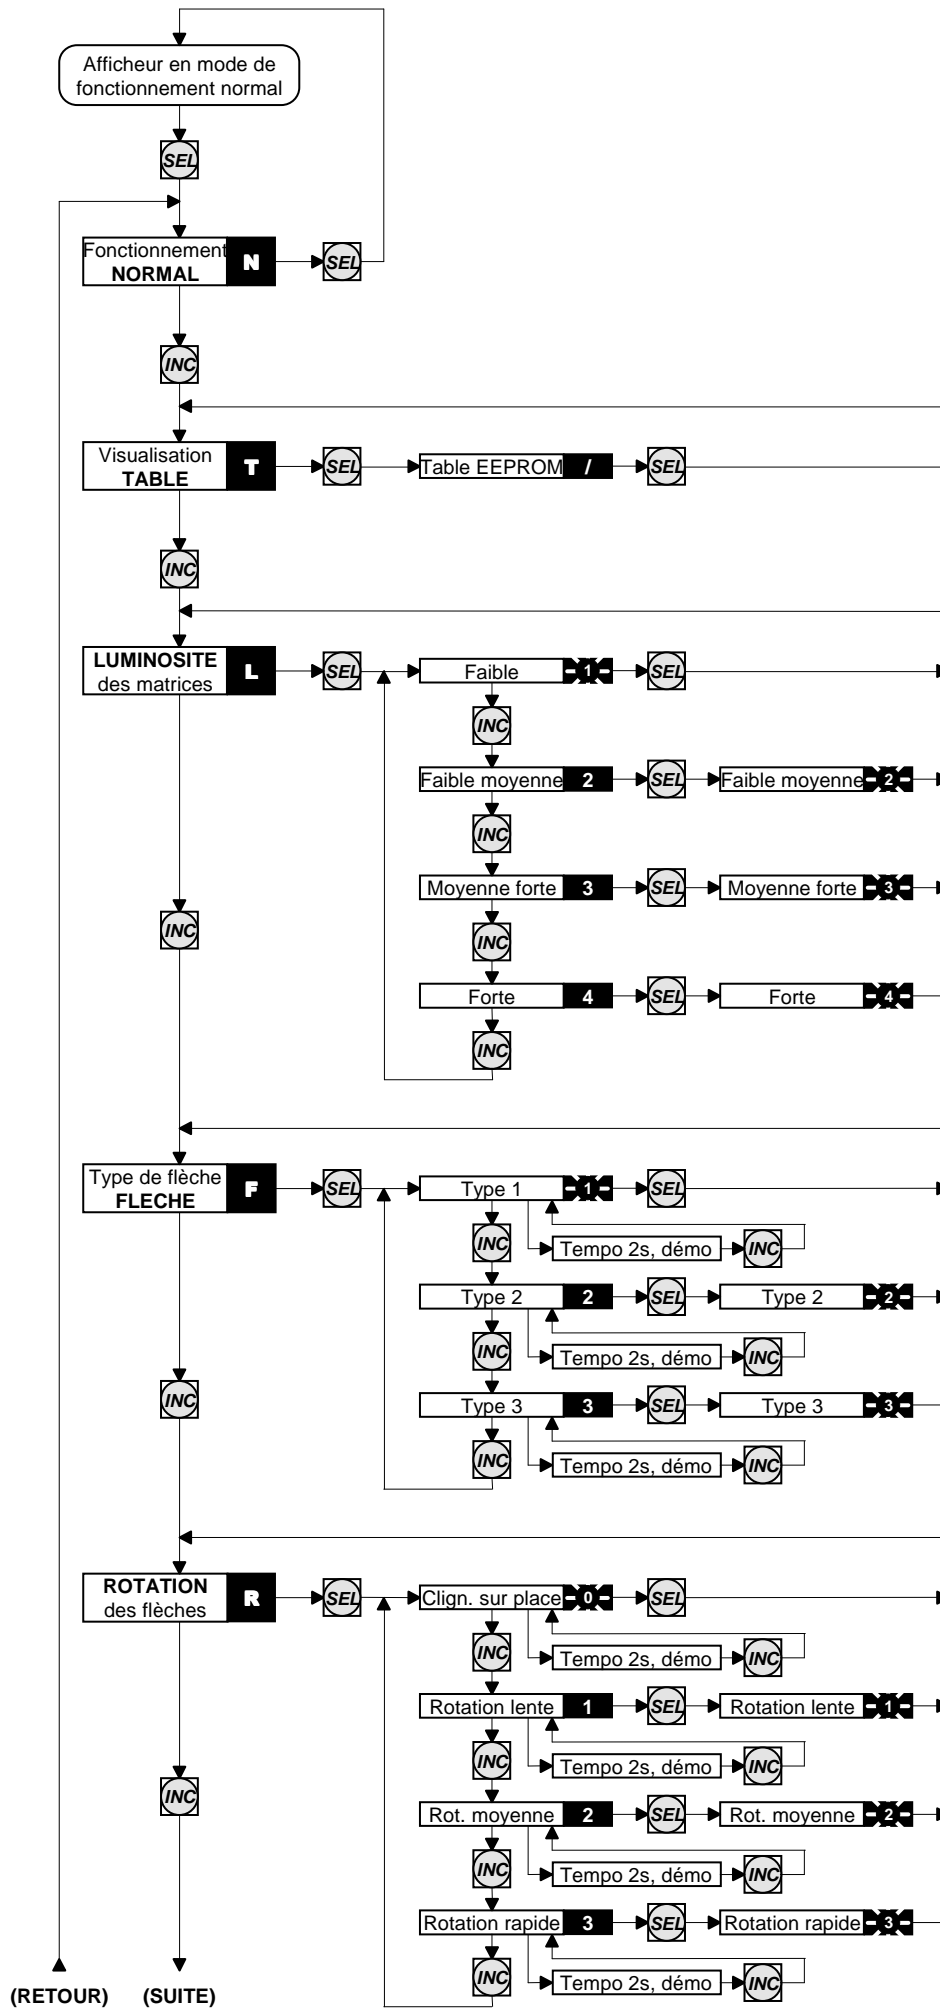 Afficheur en mode de
fonctionnement normal
SEL
Fonctionnement
NORMAL
N
SEL
INC
Visualisation
TABLE
T
SEL
Table EEPROM
/
SEL
INC
LUMINOSITE
des matrices
L
SEL
Faible
1
SEL
INC
Faible moyenne
2
SEL
Faible moyenne
2
INC
Moyenne forte
3
SEL
Moyenne forte
3
INC
INC
Forte
4
SEL
Forte
4
INC
Type de flèche
FLECHE
F
SEL
Type 1
1
SEL
INC
Tempo 2s, démo
INC
Type 2
2
SEL
Type 2
2
INC
Tempo 2s, démo
INC
INC
Type 3
3
SEL
Type 3
3
INC
Tempo 2s, démo
INC
ROTATION
des flèches
R
SEL
Clign. sur place
0
SEL
INC
Tempo 2s, démo
INC
Rotation lente
1
SEL
Rotation lente
1
INC
Tempo 2s, démo
INC
INC
Rot. moyenne
2
SEL
Rot. moyenne
2
INC
Tempo 2s, démo
INC
Rotation rapide
3
SEL
Rotation rapide
3
INC
Tempo 2s, démo
INC
(RETOUR)
(SUITE)